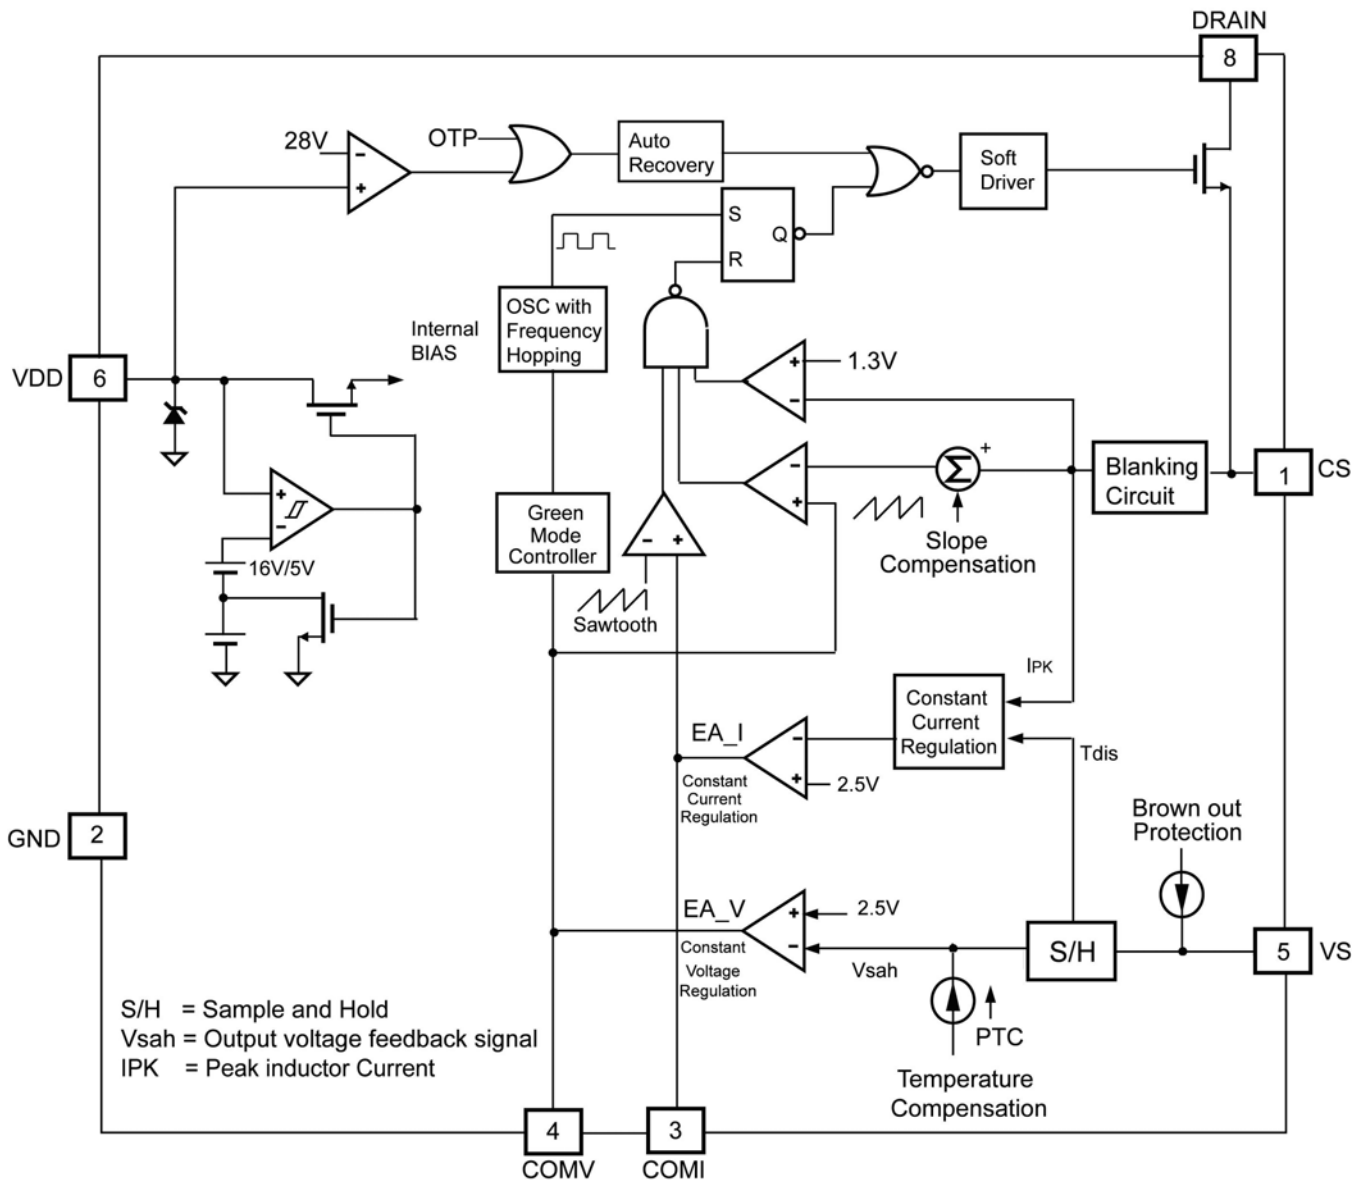 DRAIN
8
28V
-
+
OTP
Auto
Recovery
Soft
Driver
S
Q
R
OSC with
Frequency
Hopping
Internal
BIAS
VDD
6
+
-
1.3V
+
-
16V/5V
Green
Mode
Controller
-
+
Sawtooth
-
+
Σ
+
Slope
Compensation
Blanking
Circuit
1
CS
IPK
Constant
Current
Regulation
Tdis
EA_I
-
+
2.5V
Constant
Current
Regulation
GND
2
Brown out
Protection
EA_V
+
-
2.5V
Constant
Voltage
Regulation
Vsah
S/H
5
VS
PTC
Temperature
Compensation
S/H = Sample and Hold
Vsah = Output voltage feedback signal
IPK = Peak inductor Current
4
COMV
3
COMI